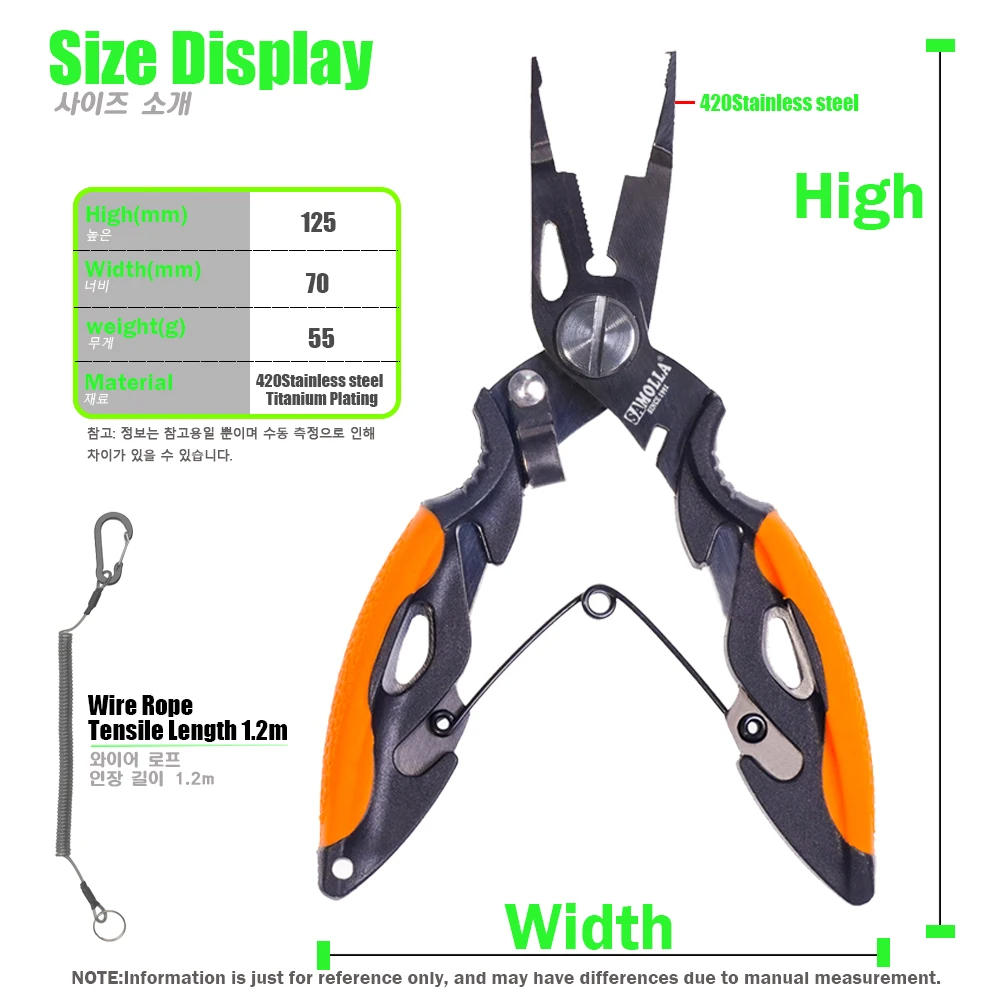 Size Display
사이즈 소개
420Stainless steel
High
High(mm)
높은
125
Width(mm)
너비
70
weight(g)
무게
55
Material
재료
420Stainless steel
Titanium Plating
참고: 정보는 참고용일 뿐이며 수동 측정으로 인해
차이가 있을 수 있습니다.
SAMOLLA®
SINCE 1992
Wire Rope
Tensile Length 1.2m
와이어 로프
인장 길이 1.2m
Width
NOTE:Information is just for reference only, and may have differences due to manual measurement.